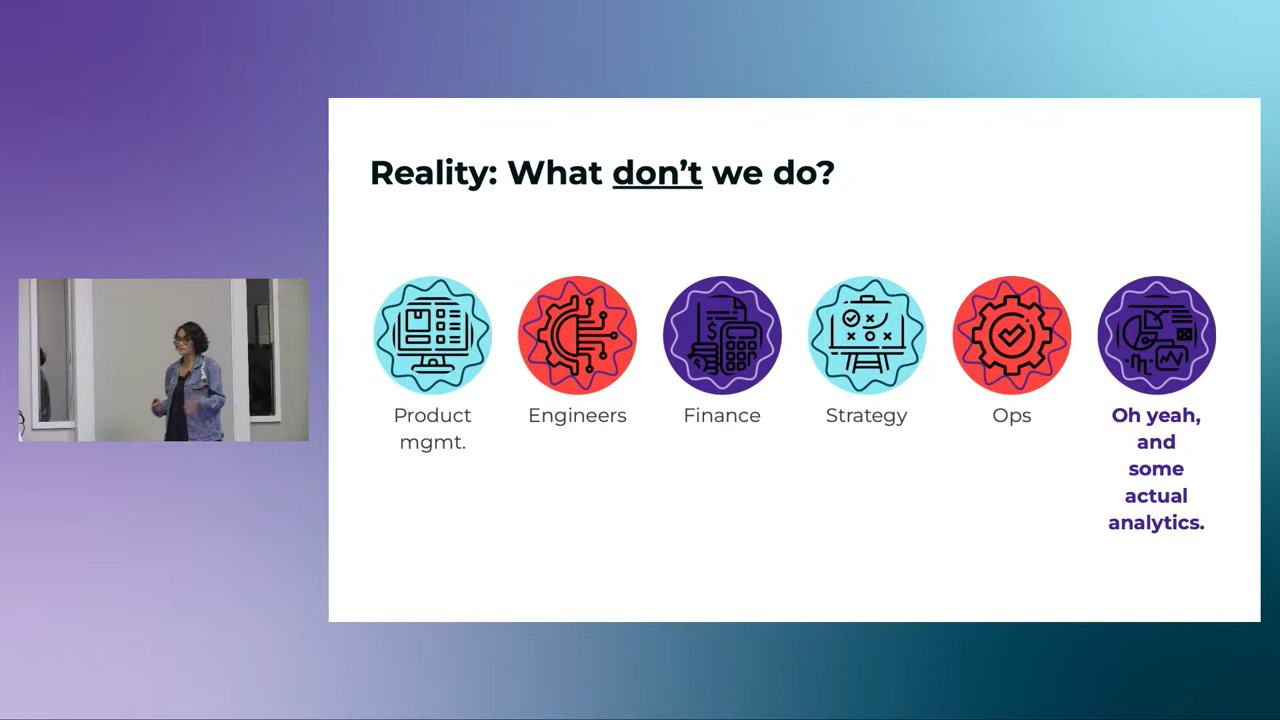 Reality: What don’t we do?
Product
mgmt.
Engineers
Finance
Strategy
Ops
Oh yeah,
and
some
actual
analytics.